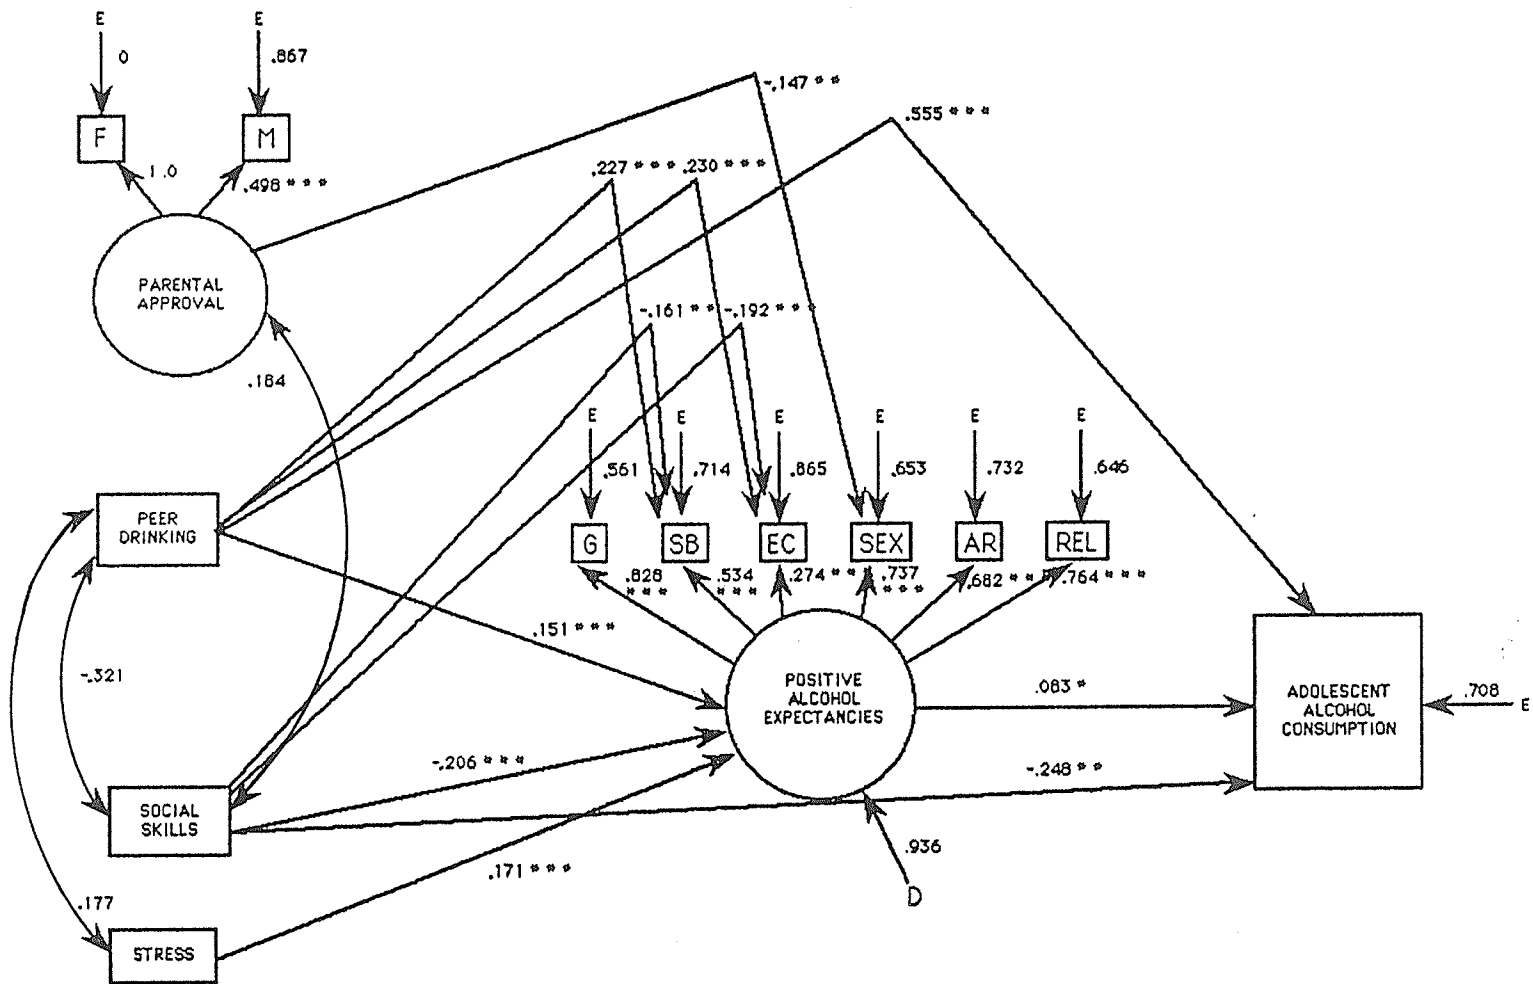 E E
0 .867
F M
1.0 .498 * * *
PARENTAL
APPROVAL
-.147 * *
.555 * * *
.227 * * * .230 * * *
-.161 * * -.192 * * *
.184
E E E E E E
.561 .714 .865 .653 .732 .646
PEER
DRINKING
G SB EC SEX AR REL
.828 .534 .274 * * * .737 .682 * * * .764 * * *
* * * * * * * * *
.151 * * *
-.321
POSITIVE
ALCOHOL
EXPECTANCIES
.083 *
ADOLESCENT
ALCOHOL
CONSUMPTION
.708
E
-.206 * * *
-.248 * *
SOCIAL
SKILLS
.171 * * *
.936
D
.177
STRESS